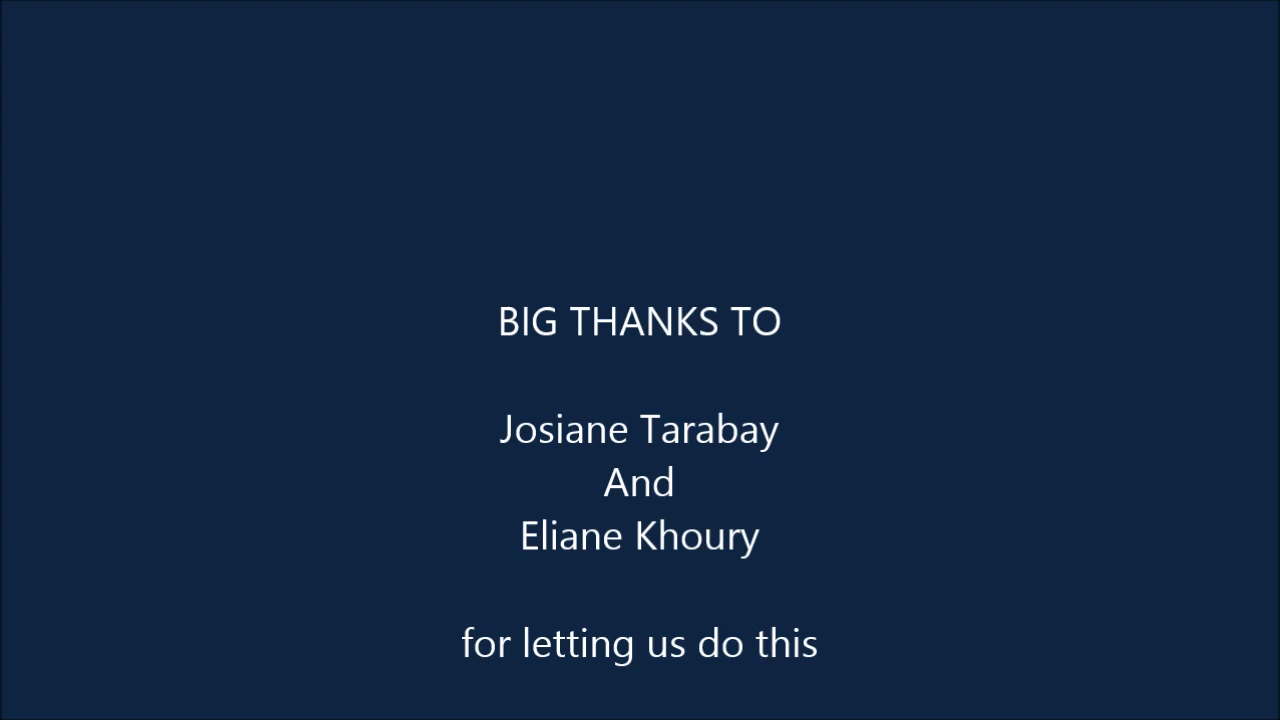 BIG THANKS TO
Josiane Tarabay
And
Eliane Khoury
for letting us do this